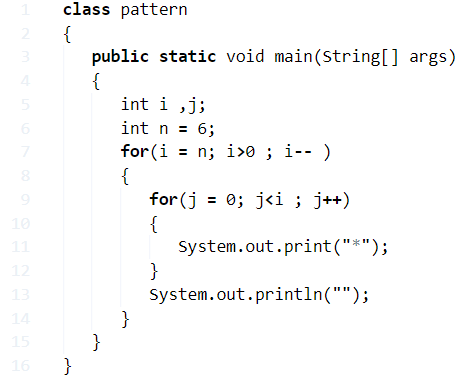 1 class pattern
2 {
3 public static void main(String[] args)
4 {
5 int i ,j;
6 int n = 6;
7 for(i = n; i>0 ; i-- )
8 {
9 for(j = 0; j<i ; j++)
10 {
11 System.out.print("*");
12 }
13 System.out.println("");
14 }
15 }
16 }